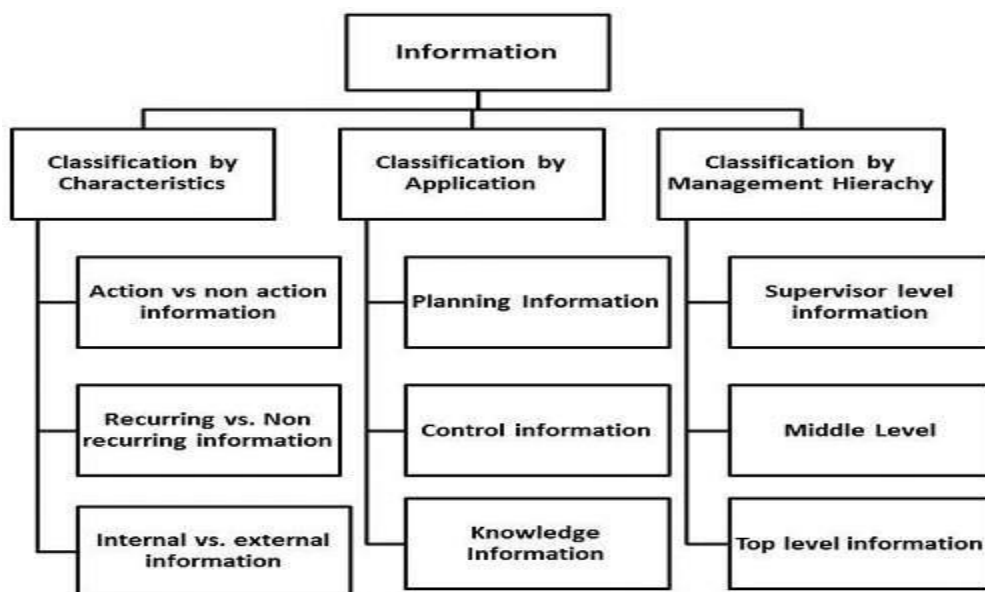 Information
Classification by
Characteristics
Classification by
Application
Classification by
Management Hierachy
Action vs non action
information
Planning Information
Supervisor level
information
Recurring vs. Non
recurring information
Control information
Middle Level
Internal vs. external
information
Knowledge
Information
Top level information